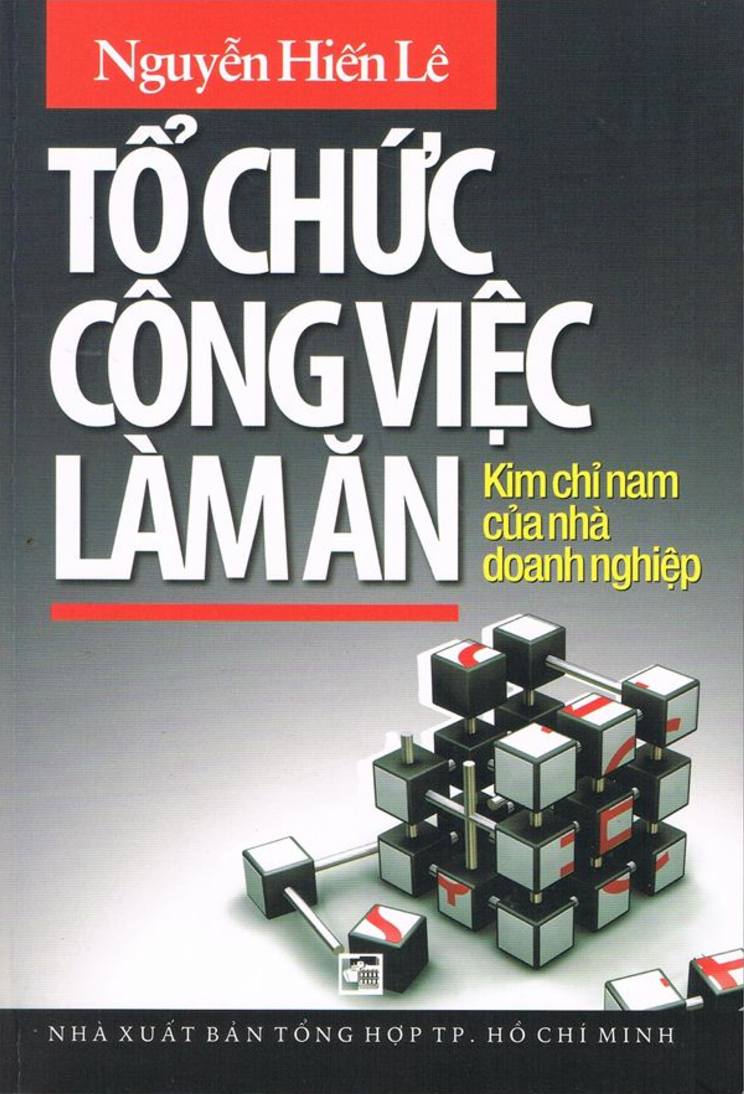 Nguyễn Hiến Lê
TỔ CHỨC
CÔNG VIỆC
LÀM ĂN
Kim chỉ nam
của nhà
doanh nghiệp
NHÀ XUẤT BẢN TỔNG HỢP TP. HỒ CHÍ MINH